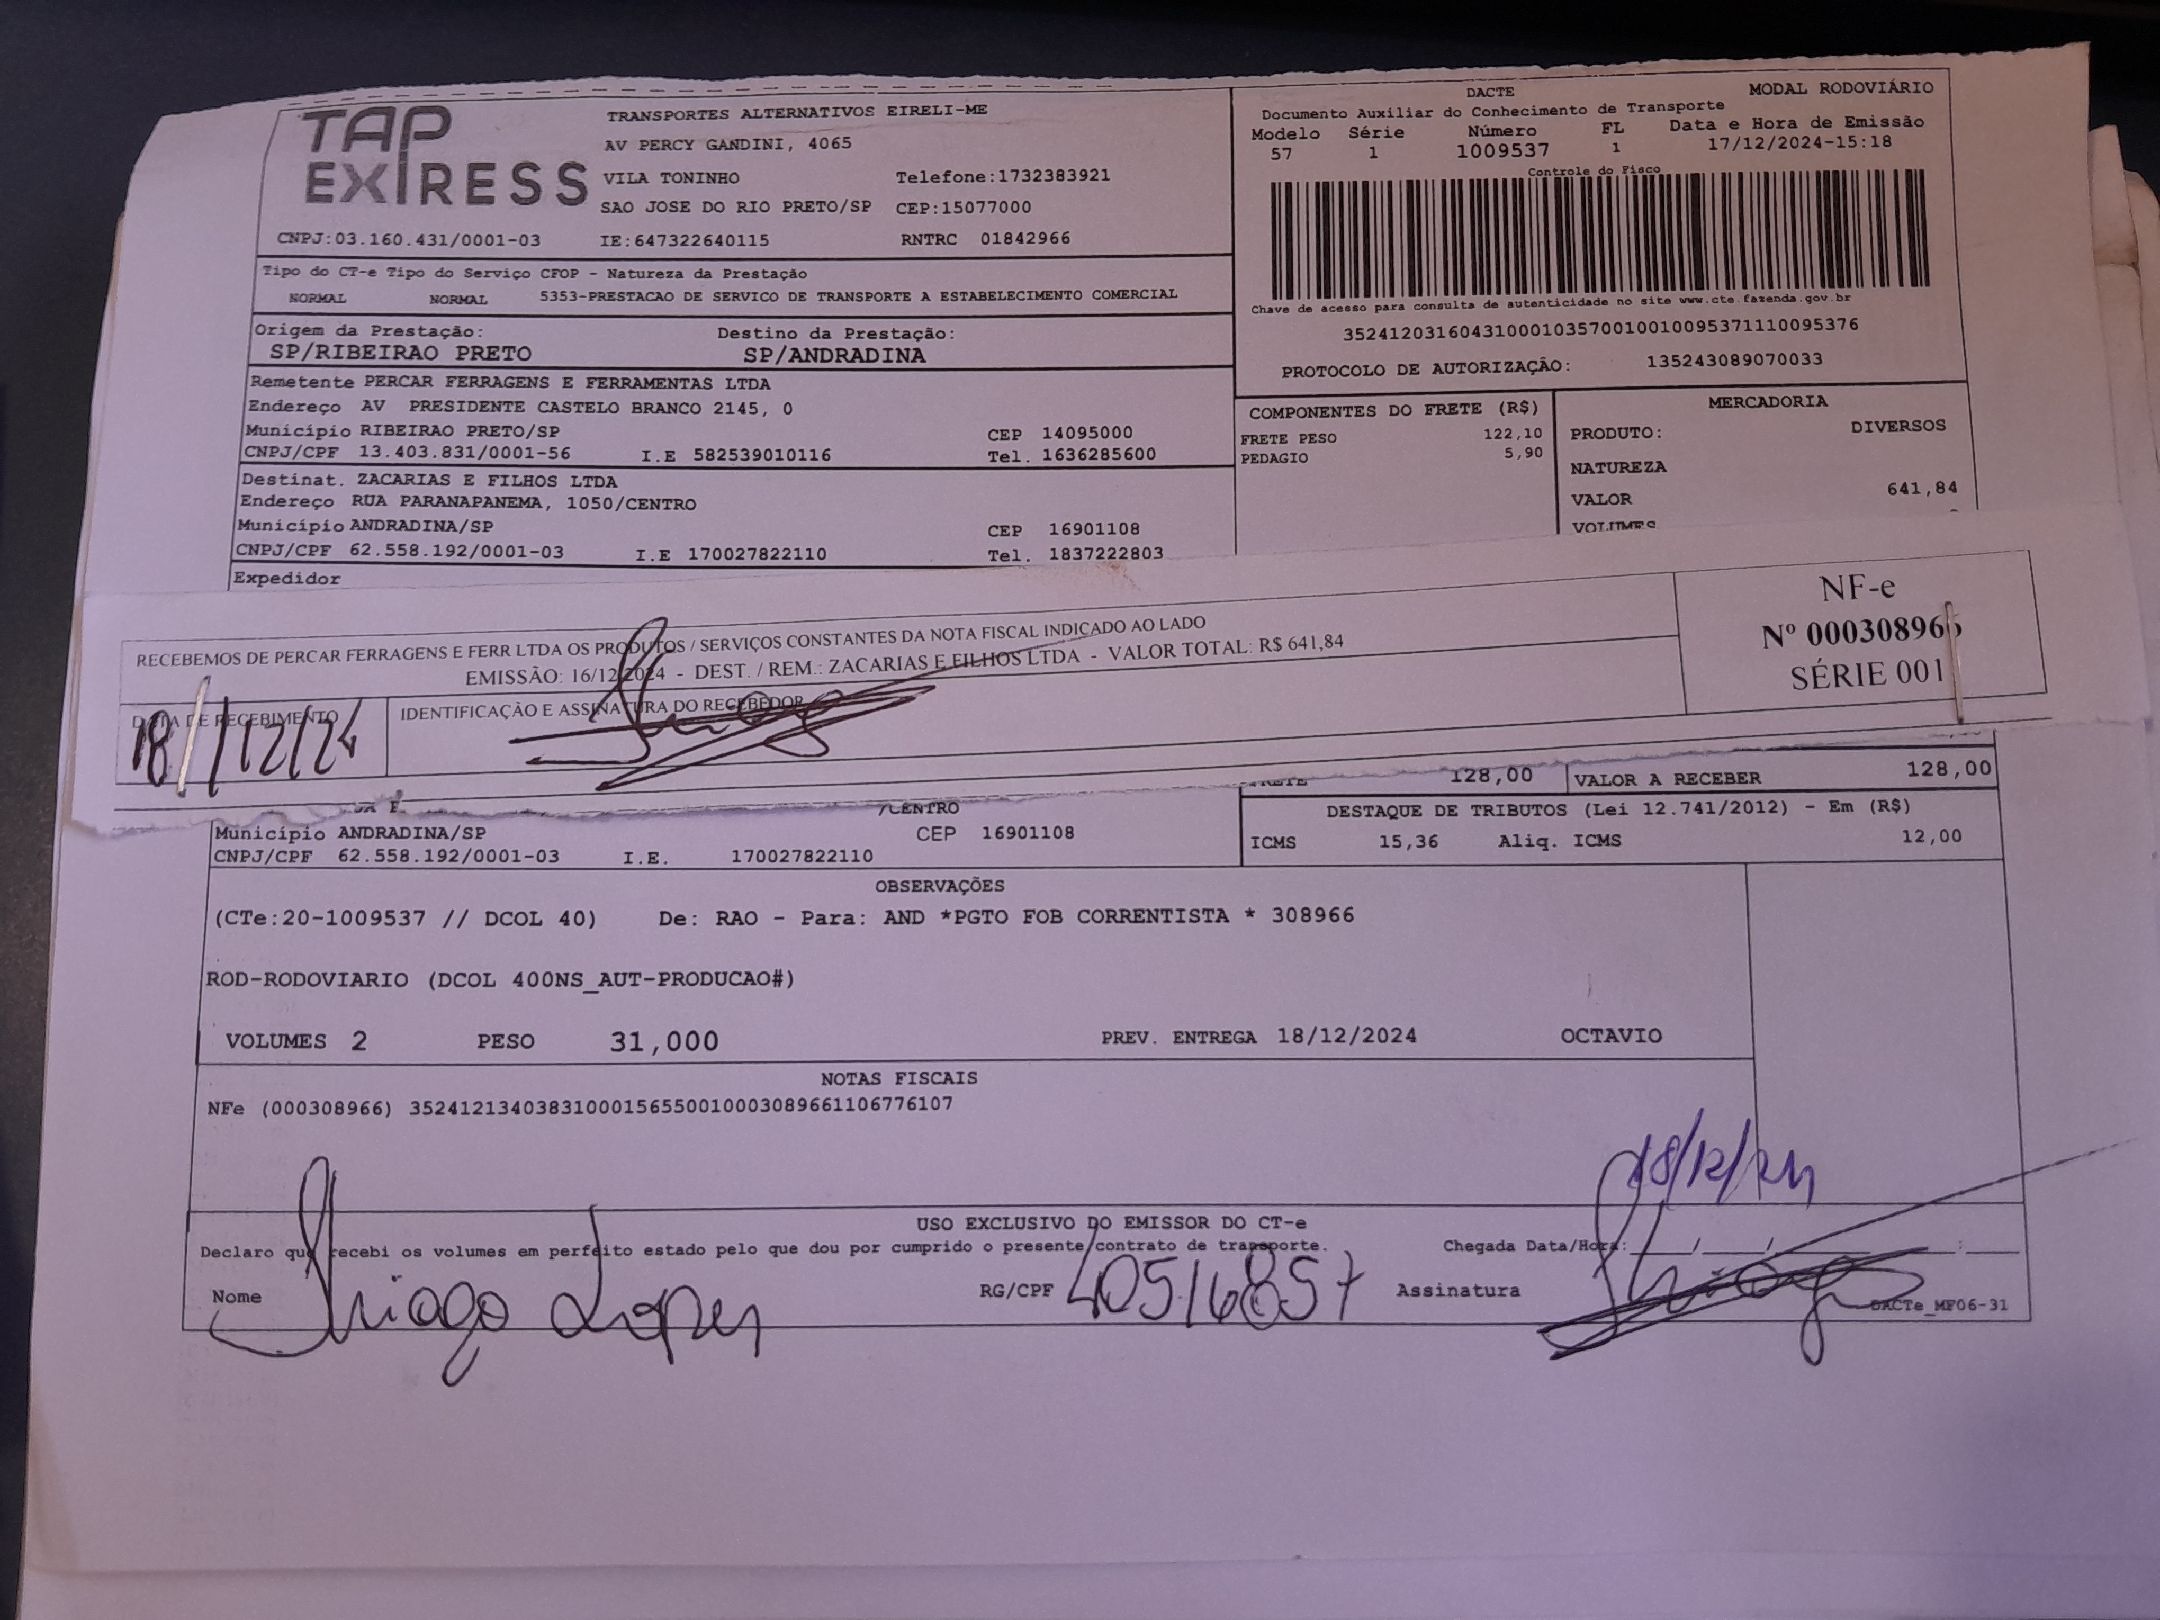 TAP
EXPRESS
TRANSPORTES ALTERNATIVOS EIRELI-ME
AV PERCY GANDINI, 4065
VILA TONINHO Telefone:1732383921
SAO JOSE DO RIO PRETO/SP CEP:15077000
CNPJ:03.160.431/0001-03 IE:647322640115 RNTRC 01842966
Tipo do CT-e Tipo do Serviço CFOP - Natureza da Prestação
NORMAL NORMAL 5353-PRESTACAO DE SERVICO DE TRANSPORTE A ESTABELECIMENTO COMERCIAL
Origem da Prestação: Destino da Prestação:
SP/RIBEIRAO PRETO SP/ANDRADINA
Remetente PERCAR FERRAGENS E FERRAMENTAS LTDA
Endereço AV PRESIDENTE CASTELO BRANCO 2145, 0
Município RIBEIRAO PRETO/SP CEP 14095000
CNPJ/CPF 13.403.831/0001-56 I.E 582539010116 Tel. 1636285600
Destinat. ZACARIAS E FILHOS LTDA
Endereço RUA PARANAPANEMA, 1050/CENTRO
Município ANDRADINA/SP CEP 16901108
CNPJ/CPF 62.558.192/0001-03 I.E 170027822110 Tel. 1837222803
Expedidor
DACTE MODAL RODOVIÁRIO
Documento Auxiliar do Conhecimento de Transporte
Modelo Série Número FL Data e Hora de Emissão
57 1 1009537 1 17/12/2024-15:18
Controle do Fisco
Chave de acesso para consulta de autenticidade no site www.cte.fazenda.gov.br
35241203160431000103570010010095371110095376
PROTOCOLO DE AUTORIZAÇÃO: 135243089070033
COMPONENTES DO FRETE (R$)
FRETE PESO 122,10
PEDAGIO 5,90
MERCADORIA
PRODUTO: DIVERSOS
NATUREZA
VALOR 641,84
VOLUMES
RECEBEMOS DE PERCAR FERRAGENS E FERR LTDA OS PRODUTOS / SERVIÇOS CONSTANTES DA NOTA FISCAL INDICADO AO LADO
EMISSÃO: 16/12/2024 - DEST. / REM.: ZACARIAS E FILHOS LTDA - VALOR TOTAL: R$ 641,84
DATA DE RECEBIMENTO IDENTIFICAÇÃO E ASSINATURA DO RECEBEDOR
18/12/24 Thiago
NF-e
Nº 000308966
SÉRIE 001
FRETE 128,00 VALOR A RECEBER 128,00
/CENTRO
Município ANDRADINA/SP CEP 16901108
CNPJ/CPF 62.558.192/0001-03 I.E. 170027822110
DESTAQUE DE TRIBUTOS (Lei 12.741/2012) - Em (R$)
ICMS 15,36 Aliq. ICMS 12,00
OBSERVAÇÕES
(CTe:20-1009537 // DCOL 40) De: RAO - Para: AND *PGTO FOB CORRENTISTA * 308966
ROD-RODOVIARIO (DCOL 400NS_AUT-PRODUCAO#)
VOLUMES 2 PESO 31,000 PREV. ENTREGA 18/12/2024 OCTAVIO
NOTAS FISCAIS
NFe (000308966) 35241213403831000156550010003089661106776107
18/12/24
USO EXCLUSIVO DO EMISSOR DO CT-e
Declaro que recebi os volumes em perfeito estado pelo que dou por cumprido o presente contrato de transporte. Chegada Data/Hora: / / :
Nome Thiago Lopes RG/CPF 40516857 Assinatura Thiago
DACTe_MF06-31